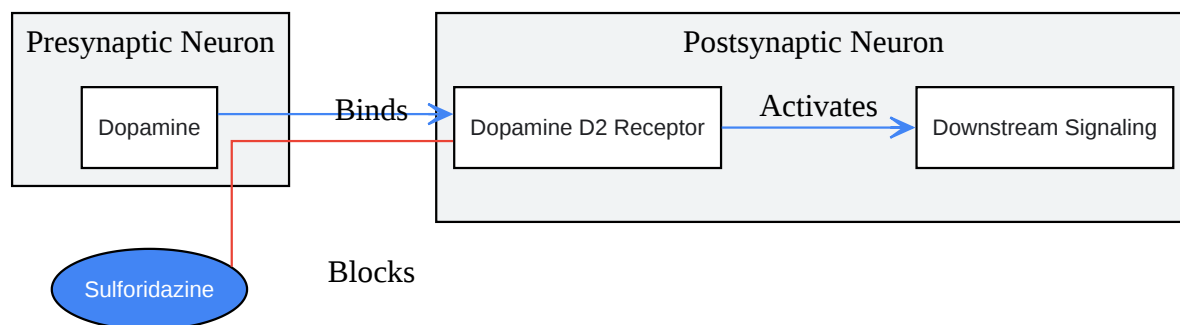 Presynaptic Neuron
Postsynaptic Neuron
Dopamine
Binds
Dopamine D2 Receptor
Activates
Downstream Signaling
Sulforidazine
Blocks